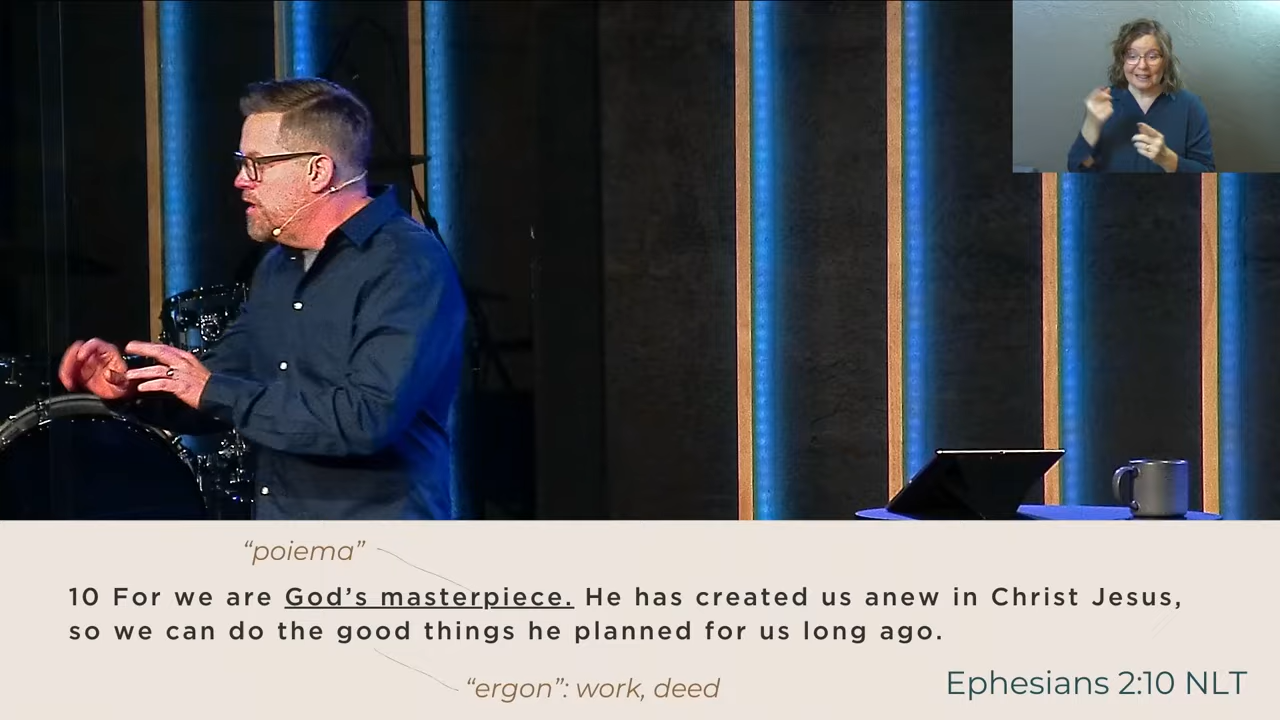 “poiema”
10 For we are God’s masterpiece. He has created us anew in Christ Jesus,
so we can do the good things he planned for us long ago.
“ergon”: work, deed
Ephesians 2:10 NLT